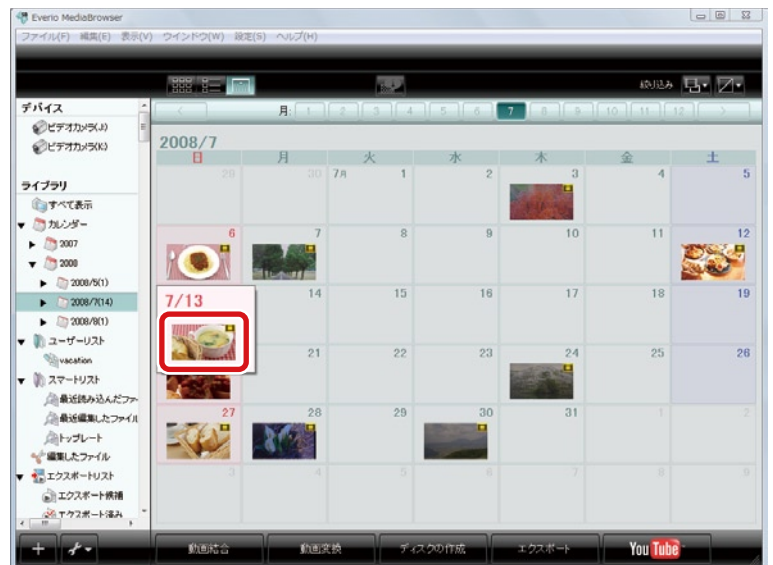 Everio MediaBrowser
ファイル(F) 編集(E) 表示(V) ウインドウ(W) 設定(S) ヘルプ(H)
絞り込み
デバイス
ビデオカメラ(J)
ビデオカメラ(K)
ライブラリ
すべて表示
カレンダー
2007
2008
2008/5(1)
2008/7(14)
2008/8(1)
ユーザーリスト
vacation
スマートリスト
最近読み込んだファ
最近編集したファイル
トップレート
編集したファイル
エクスポートリスト
エクスポート候補
エクスポート済み
< 月: 1 2 3 4 5 6 7 8 9 10 11 12 >
2008/7
日 月 火 水 木 金 土
29 30 7月 1 2 3 4 5
6 7 8 9 10 11 12
7/13 14 15 16 17 18 19
21 22 23 24 25 26
27 28 29 30 31 1 2
3 4 5 6 7 8 9
動画結合 動画変換 ディスクの作成 エクスポート YouTube